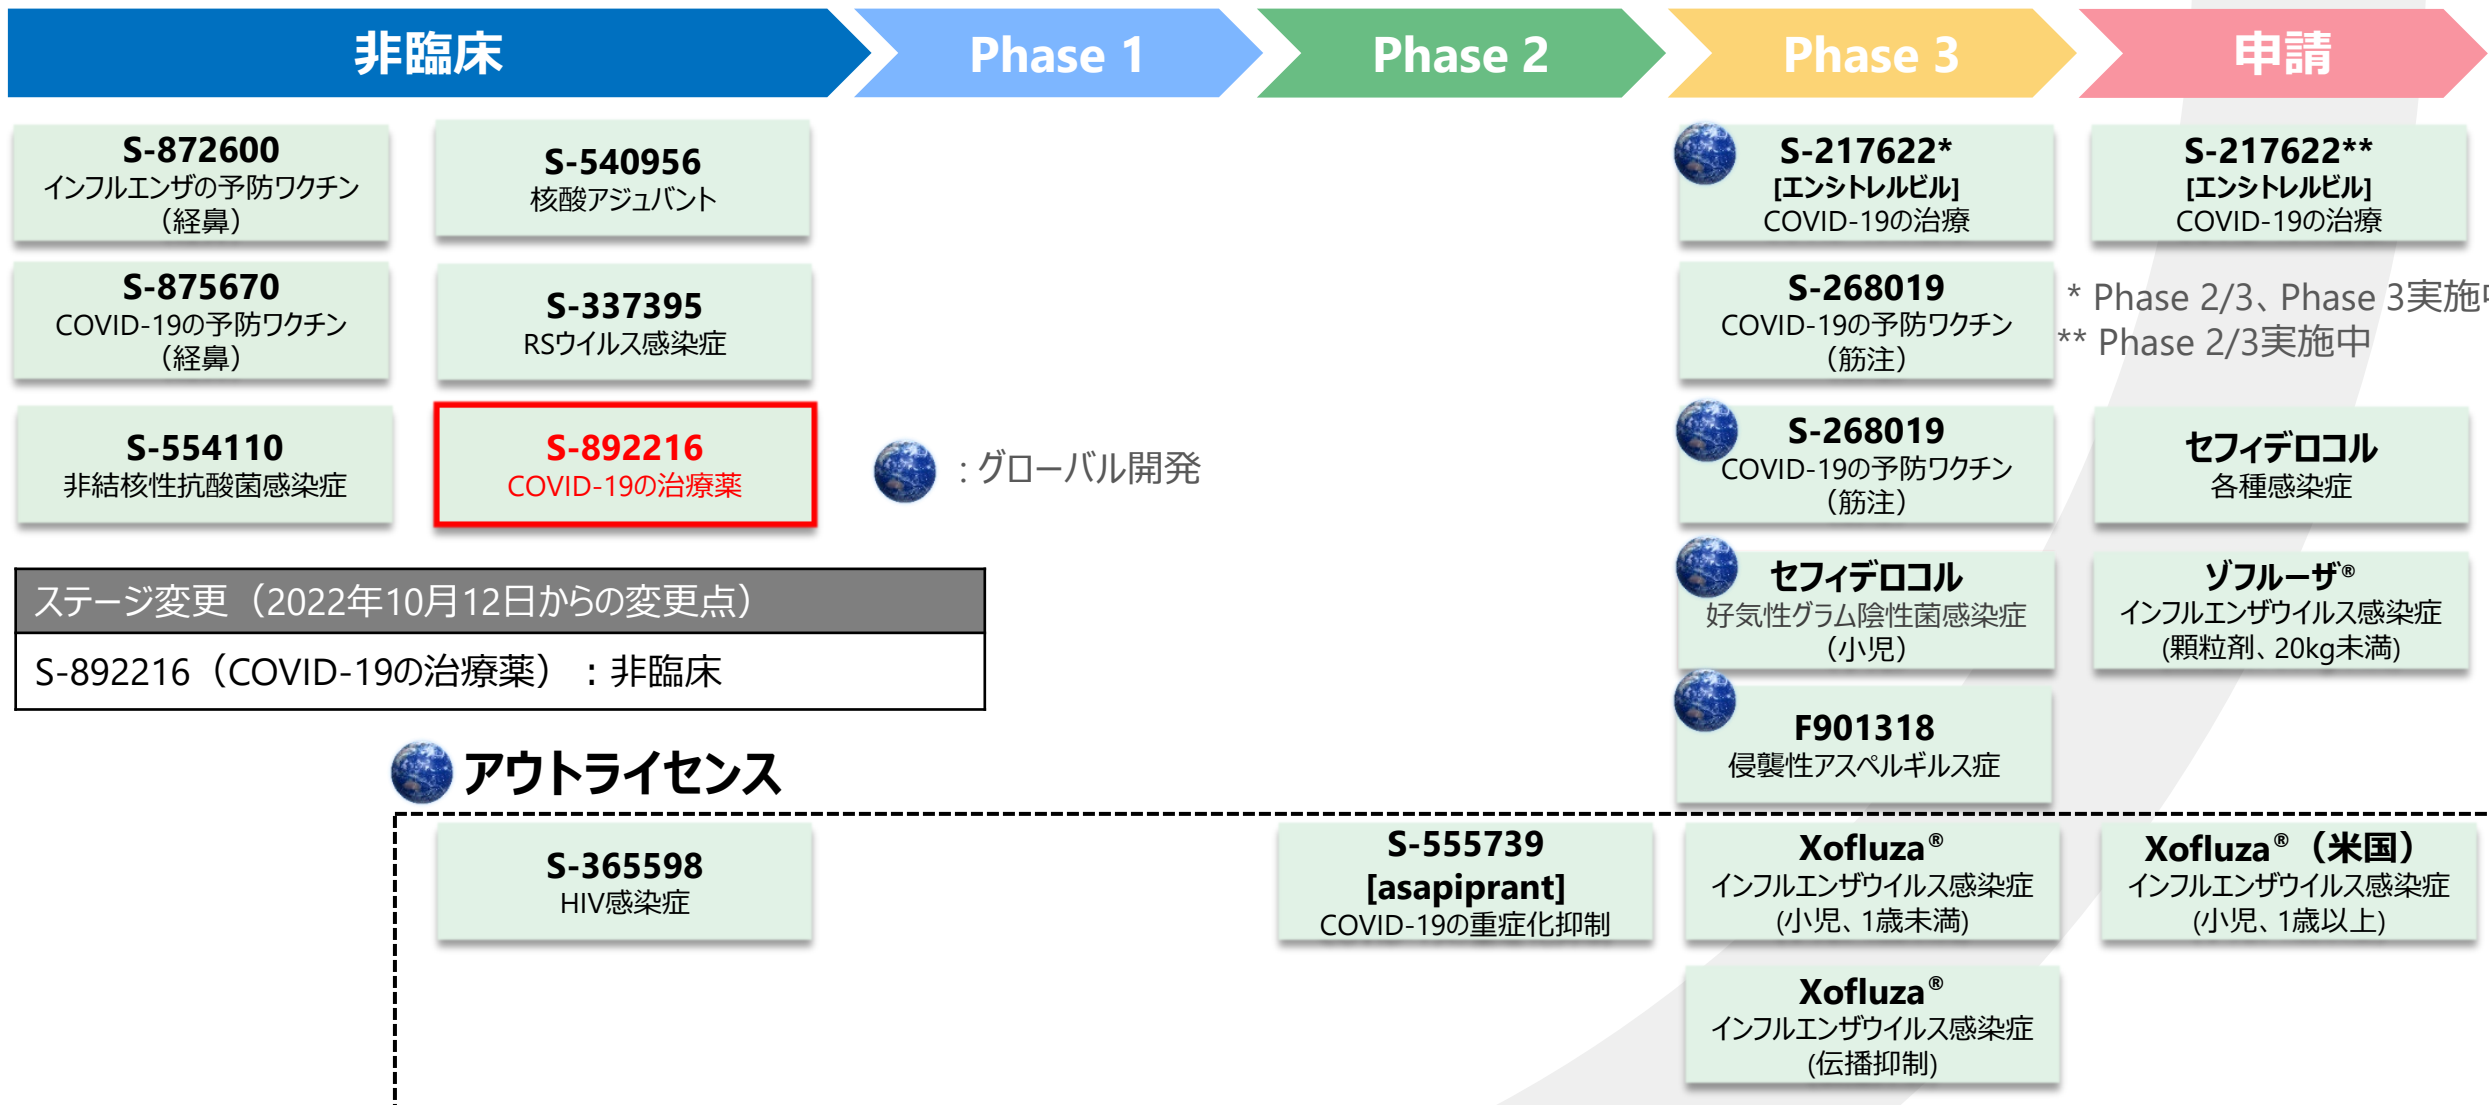 非臨床
Phase 1
Phase 2
Phase 3
申請
S-872600
インフルエンザの予防ワクチン
（経鼻）
S-540956
核酸アジュバント
S-217622*
[エンシトレルビル]
COVID-19の治療
S-217622**
[エンシトレルビル]
COVID-19の治療
S-875670
COVID-19の予防ワクチン
（経鼻）
S-337395
RSウイルス感染症
S-268019
COVID-19の予防ワクチン
（筋注）
* Phase 2/3、Phase 3実施中
** Phase 2/3実施中
S-554110
非結核性抗酸菌感染症
S-892216
COVID-19の治療薬
: グローバル開発
S-268019
COVID-19の予防ワクチン
（筋注）
セフィデロコル
各種感染症
ステージ変更（2022年10月12日からの変更点）
S-892216（COVID-19の治療薬）：非臨床
セフィデロコル
好気性グラム陰性菌感染症
（小児）
ゾフルーザ®
インフルエンザウイルス感染症
(顆粒剤、20kg未満)
F901318
侵襲性アスペルギルス症
アウトライセンス
S-365598
HIV感染症
S-555739
[asapiprant]
COVID-19の重症化抑制
Xofluza®
インフルエンザウイルス感染症
(小児、1歳未満)
Xofluza®（米国）
インフルエンザウイルス感染症
(小児、1歳以上)
Xofluza®
インフルエンザウイルス感染症
(伝播抑制)